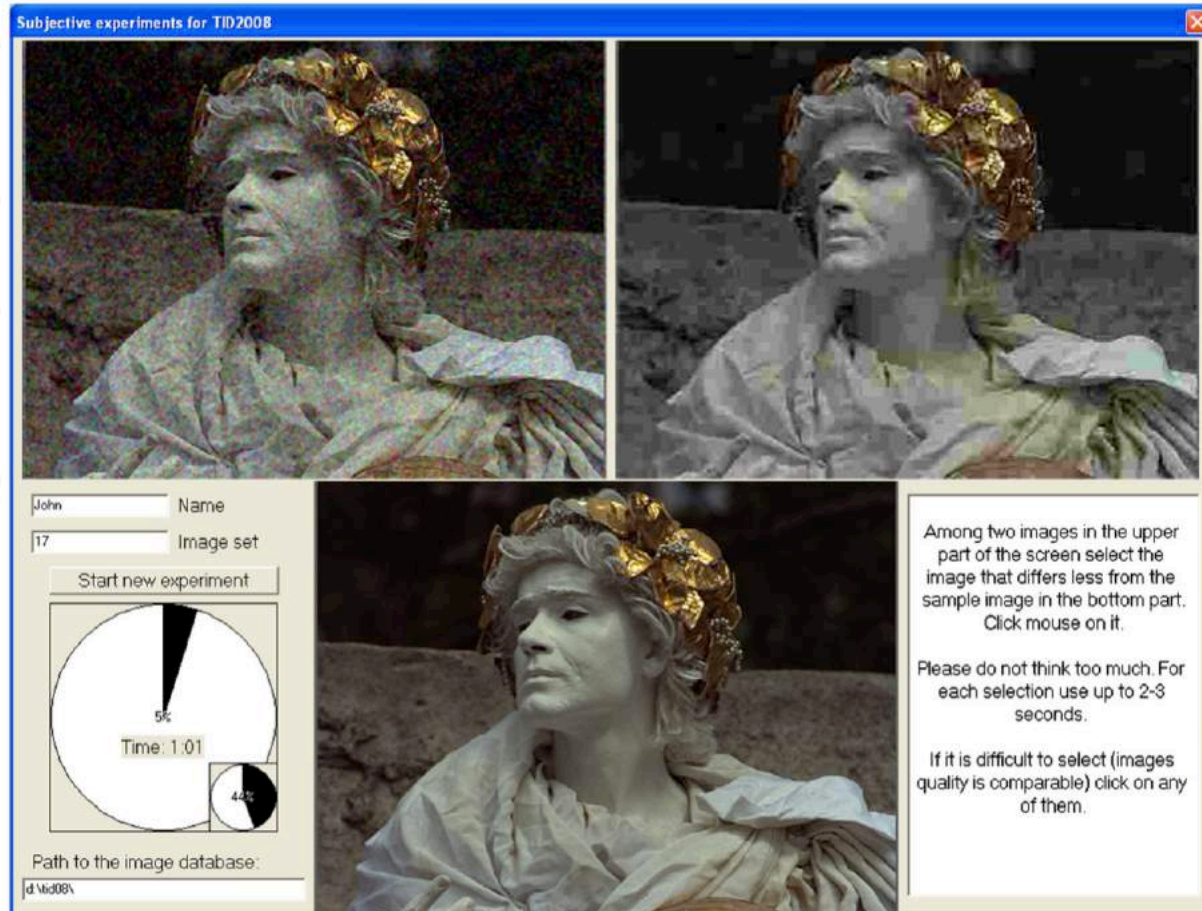 Subjective experiments for TID2008
John
Name
17
Image set
Start new experiment
5%
Time: 1:01
44%
Path to the image database:
d:\tid08\
Among two images in the upper
part of the screen select the
image that differs less from the
sample image in the bottom part.
Click mouse on it.
Please do not think too much. For
each selection use up to 2-3
seconds.
If it is difficult to select (images
quality is comparable) click on any
of them.